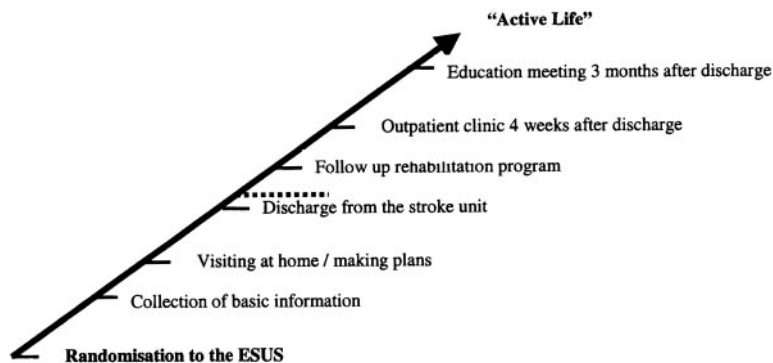 “Active Life”
Education meeting 3 months after discharge
Outpatient clinic 4 weeks after discharge
Follow up rehabilitation program
Discharge from the stroke unit
Visiting at home / making plans
Collection of basic information
Randomisation to the ESUS